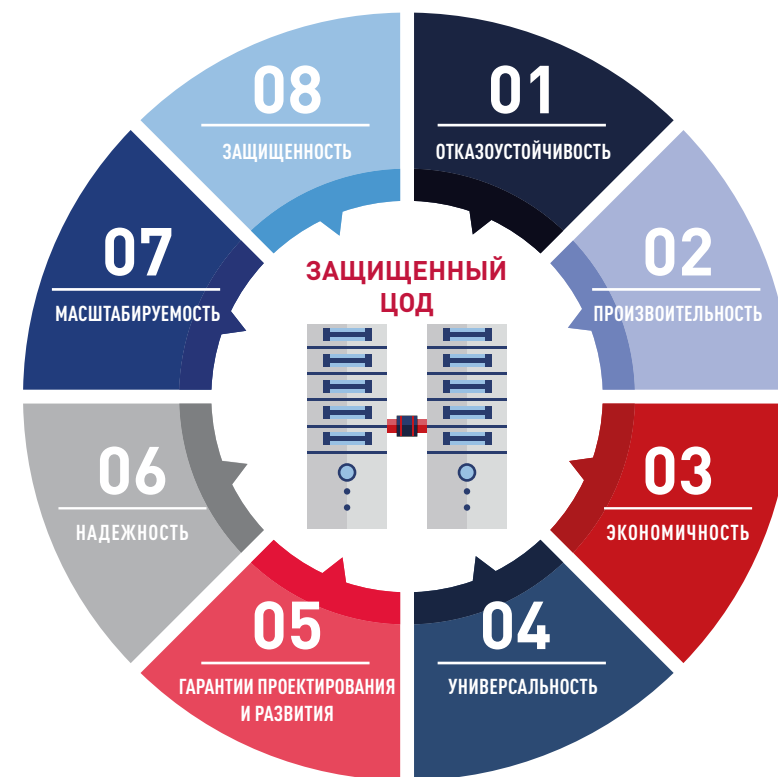 ЗАЩИЩЕННЫЙ
ЦОД
01
ОТКАЗОУСТОЙЧИВОСТЬ
02
ПРОИЗВОИТЕЛЬНОСТЬ
03
ЭКОНОМИЧНОСТЬ
04
УНИВЕРСАЛЬНОСТЬ
05
ГАРАНТИИ ПРОЕКТИРОВАНИЯ
И РАЗВИТИЯ
06
НАДЕЖНОСТЬ
07
МАСШТАБИРУЕМОСТЬ
08
ЗАЩИЩЕННОСТЬ